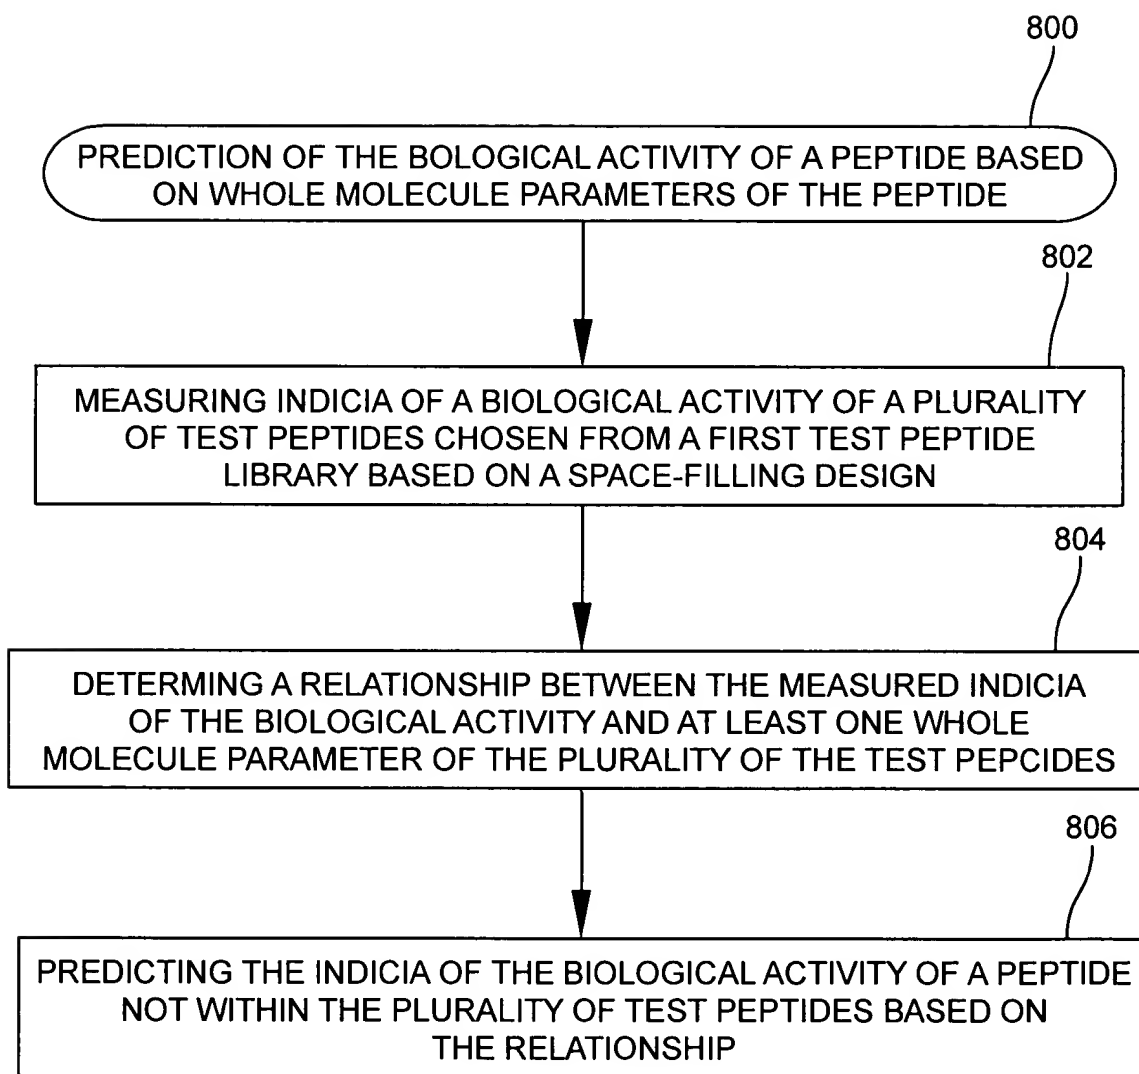 800
PREDICTION OF THE BOLOGICAL ACTIVITY OF A PEPTIDE BASED
ON WHOLE MOLECULE PARAMETERS OF THE PEPTIDE
802
MEASURING INDICIA OF A BIOLOGICAL ACTIVITY OF A PLURALITY
OF TEST PEPTIDES CHOSEN FROM A FIRST TEST PEPTIDE
LIBRARY BASED ON A SPACE-FILLING DESIGN
804
DETERMING A RELATIONSHIP BETWEEN THE MEASURED INDICIA
OF THE BIOLOGICAL ACTIVITY AND AT LEAST ONE WHOLE
MOLECULE PARAMETER OF THE PLURALITY OF THE TEST PEPCIDES
806
PREDICTING THE INDICIA OF THE BIOLOGICAL ACTIVITY OF A PEPTIDE
NOT WITHIN THE PLURALITY OF TEST PEPTIDES BASED ON
THE RELATIONSHIP